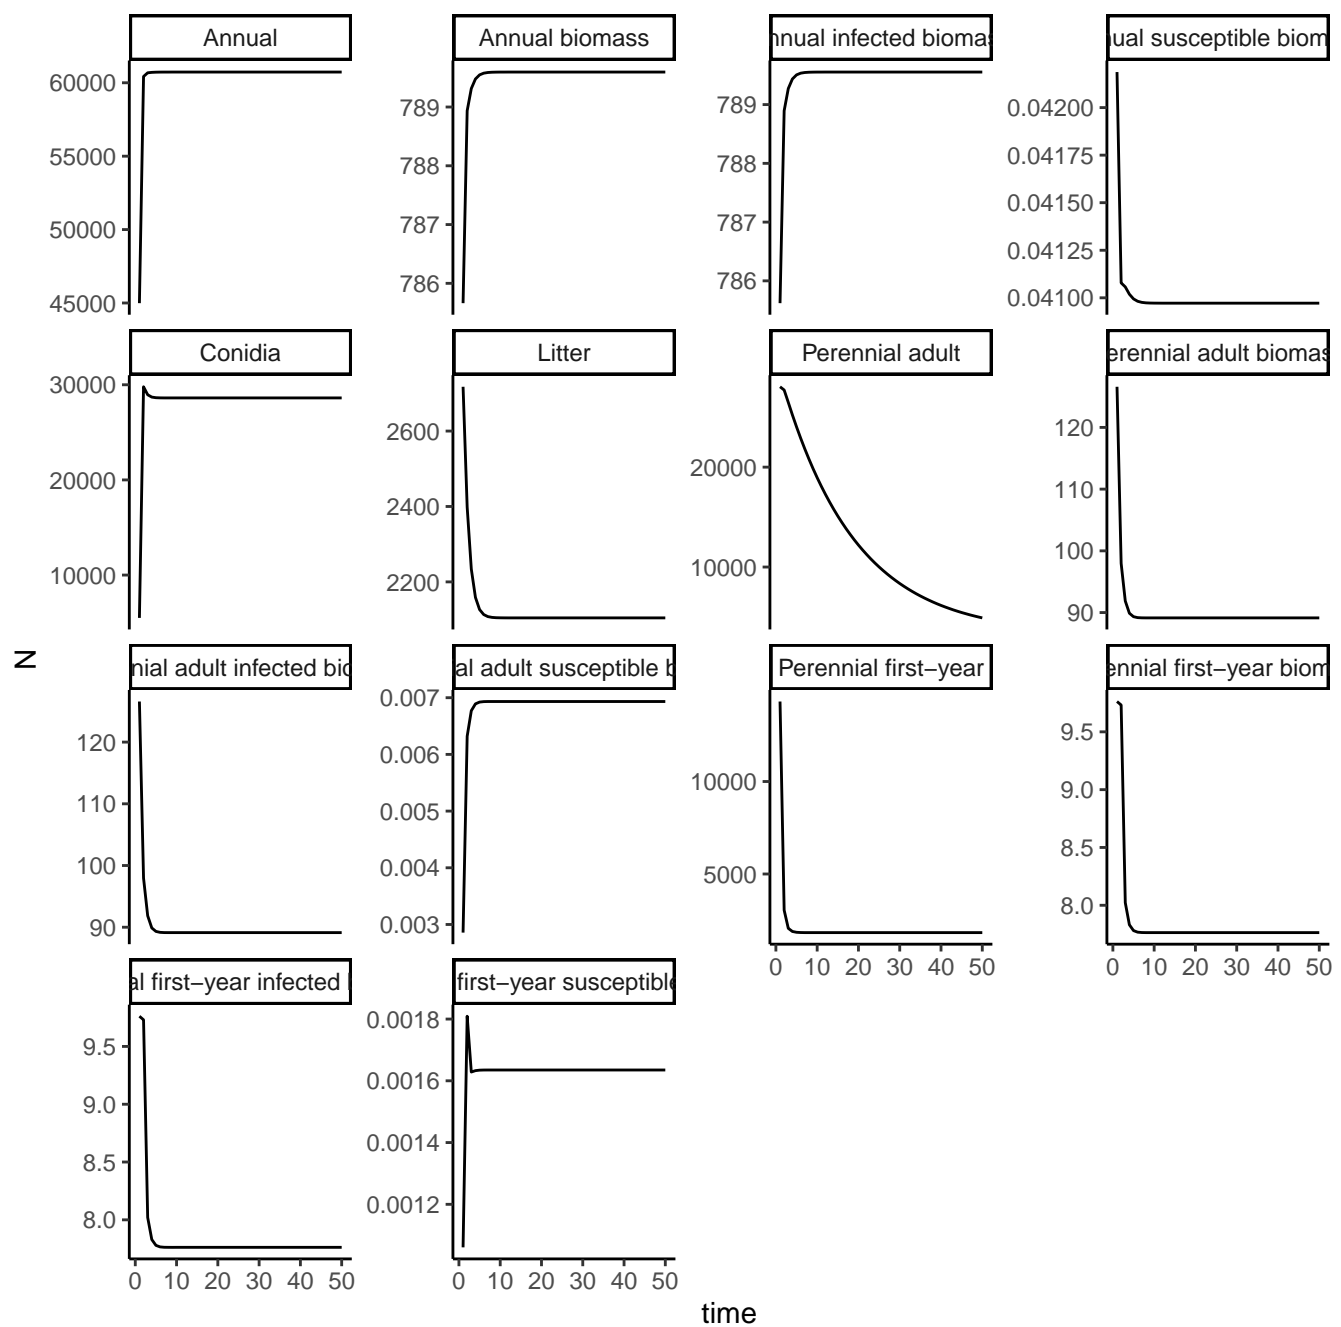 Annual
Annual biomass
nnual infected biomas
ual susceptible biom
60000
55000
50000
45000
789
788
787
786
789
788
787
786
0.04200
0.04175
0.04150
0.04125
0.04100
Conidia
Litter
Perennial adult
erennial adult biomas
30000
20000
10000
2600
2400
2200
20000
10000
120
110
100
90
nial adult infected bio
al adult susceptible b
Perennial first−year
ennial first−year biom
120
110
100
90
0.007
0.006
0.005
0.004
0.003
10000
5000
9.5
9.0
8.5
8.0
0 10 20 30 40 50
0 10 20 30 40 50
al first−year infected
first−year susceptible
9.5
9.0
8.5
8.0
0.0018
0.0016
0.0014
0.0012
0 10 20 30 40 50
0 10 20 30 40 50
N
time